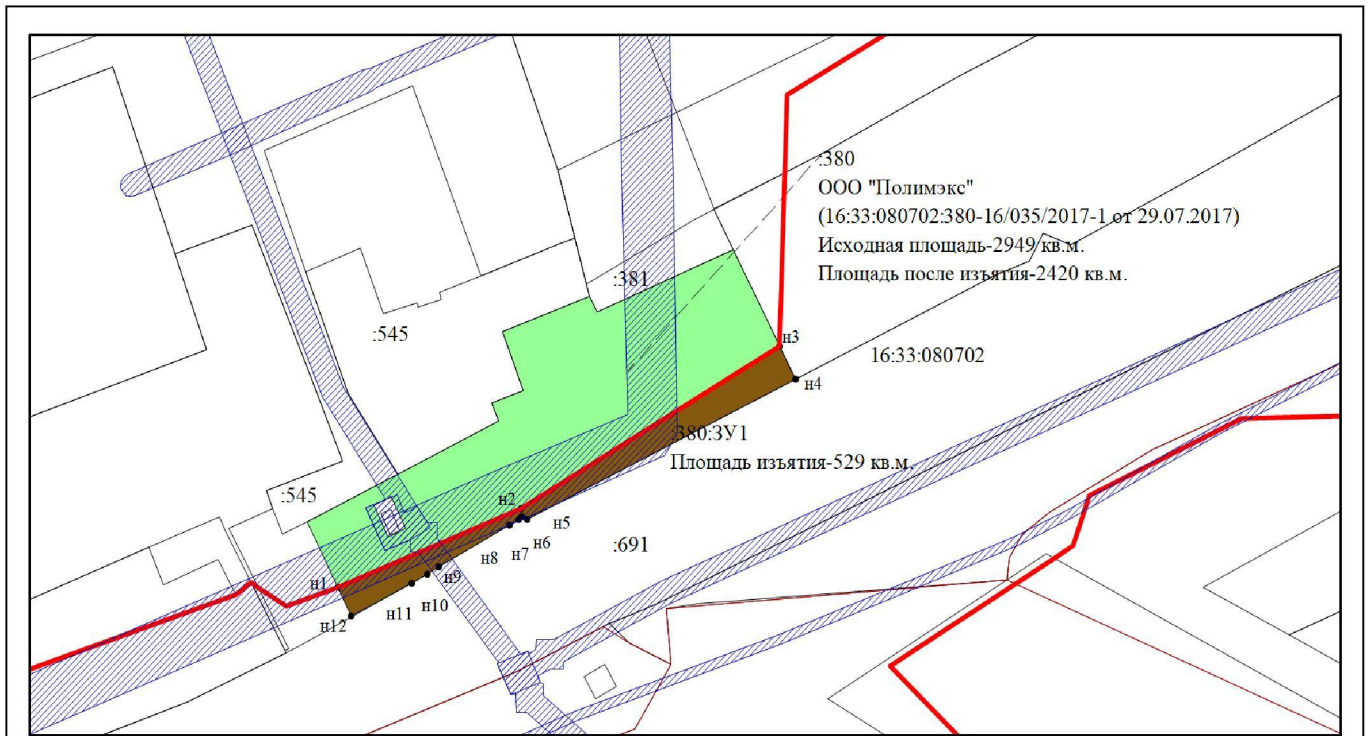 :380
ООО "Полимэкс"
(16:33:080702:380-16/035/2017-1 от 29.07.2017)
Исходная площадь-2949 кв.м.
Площадь после изъятия-2420 кв.м.
:381
:545
н3
16:33:080702
н4
:380:ЗУ1
Площадь изъятия-529 кв.м.
:545
н2
н5
н6
н7
н8
:691
н1
н9
н10
н11
н12